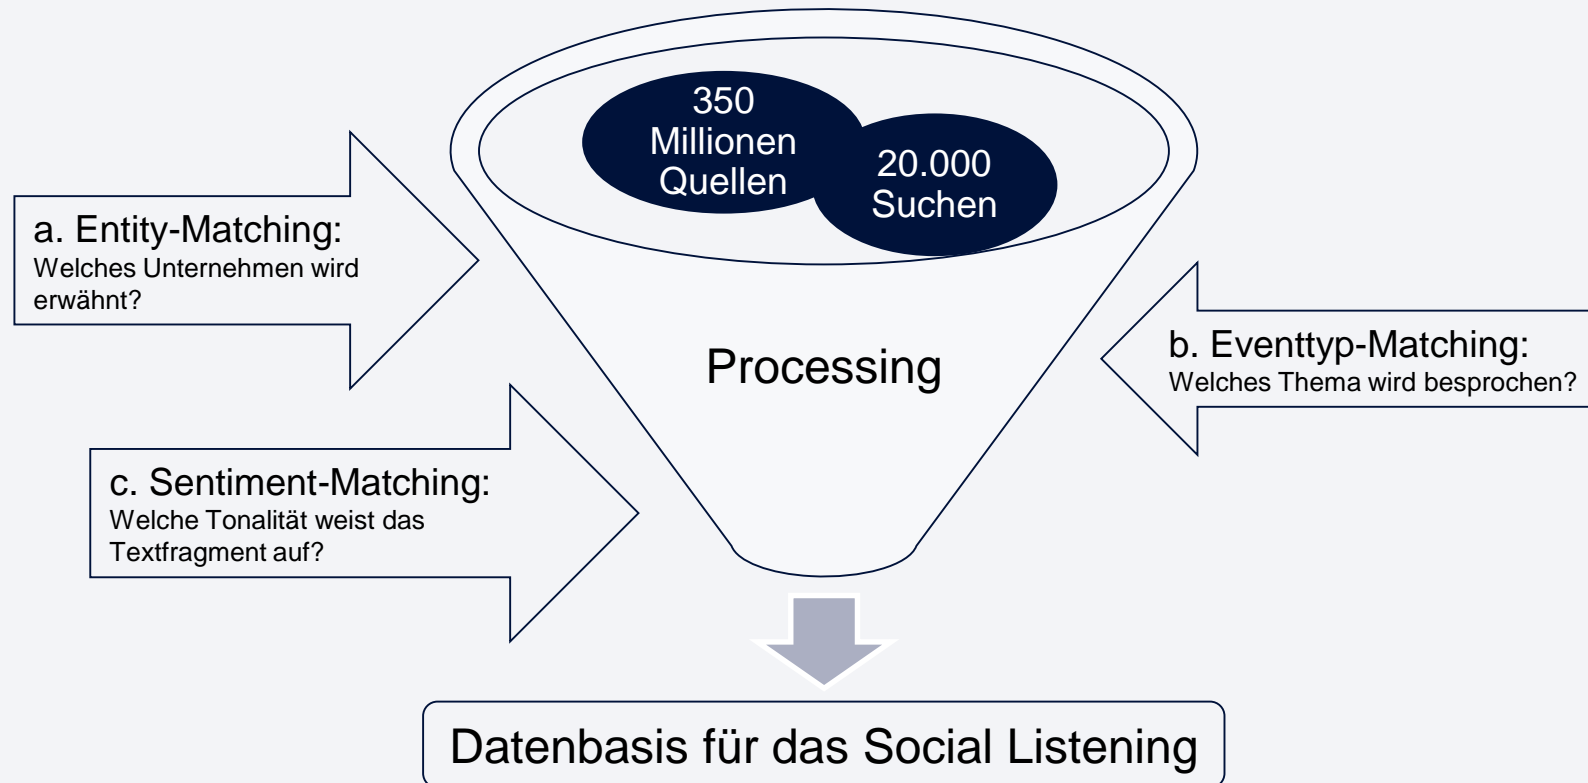 350
Millionen
Quellen
20.000
Suchen
a. Entity-Matching:
Welches Unternehmen wird
erwähnt?
Processing
b. Eventtyp-Matching:
Welches Thema wird besprochen?
c. Sentiment-Matching:
Welche Tonalität weist das
Textfragment auf?
Datenbasis für das Social Listening